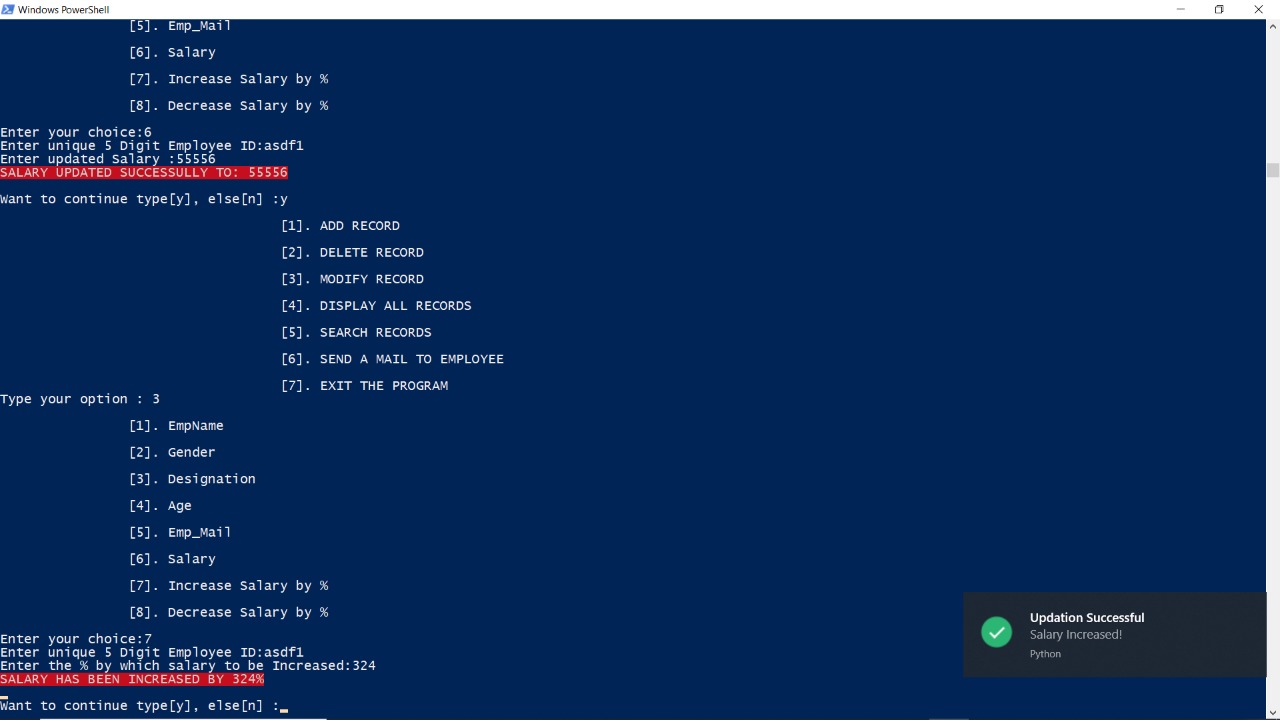 Windows PowerShell
[5]. Emp_Mail
[6]. Salary
[7]. Increase Salary by %
[8]. Decrease Salary by %
Enter your choice:6
Enter unique 5 Digit Employee ID:asdf1
Enter updated Salary :55556
SALARY UPDATED SUCCESSULLY TO: 55556
Want to continue type[y], else[n] :y
[1]. ADD RECORD
[2]. DELETE RECORD
[3]. MODIFY RECORD
[4]. DISPLAY ALL RECORDS
[5]. SEARCH RECORDS
[6]. SEND A MAIL TO EMPLOYEE
[7]. EXIT THE PROGRAM
Type your option : 3
[1]. EmpName
[2]. Gender
[3]. Designation
[4]. Age
[5]. Emp_Mail
[6]. Salary
[7]. Increase Salary by %
[8]. Decrease Salary by %
Enter your choice:7
Enter unique 5 Digit Employee ID:asdf1
Enter the % by which salary to be Increased:324
SALARY HAS BEEN INCREASED BY 324%
Want to continue type[y], else[n] :
Updation Successful
Salary Increased!
Python